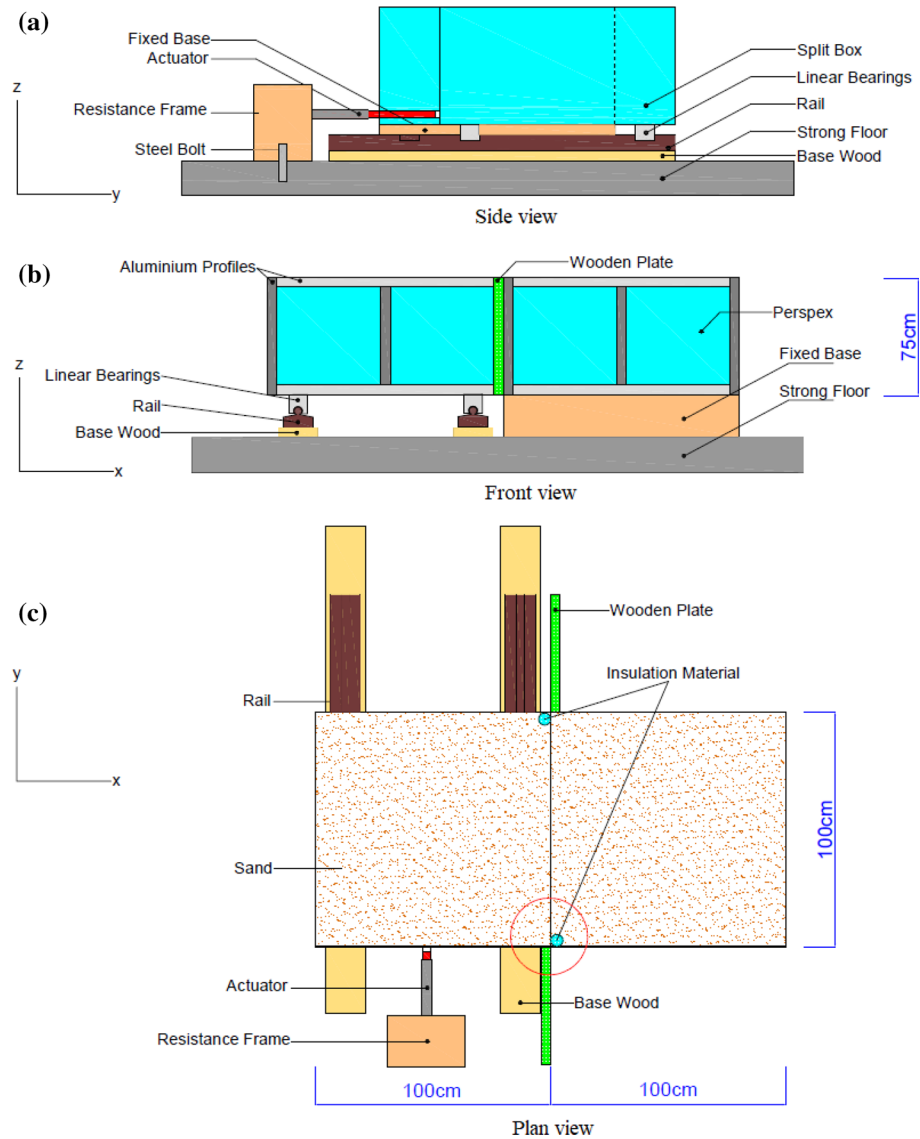 (a)
Fixed Base
Actuator
Resistance Frame
Steel Bolt
Split Box
Linear Bearings
Rail
Strong Floor
Base Wood
z
y
Side view
(b)
Aluminium Profiles
Wooden Plate
Perspex
Fixed Base
Strong Floor
Linear Bearings
Rail
Base Wood
75cm
z
x
Front view
(c)
Wooden Plate
Insulation Material
Rail
y
x
Sand
100cm
Actuator
Base Wood
Resistance Frame
100cm
100cm
Plan view